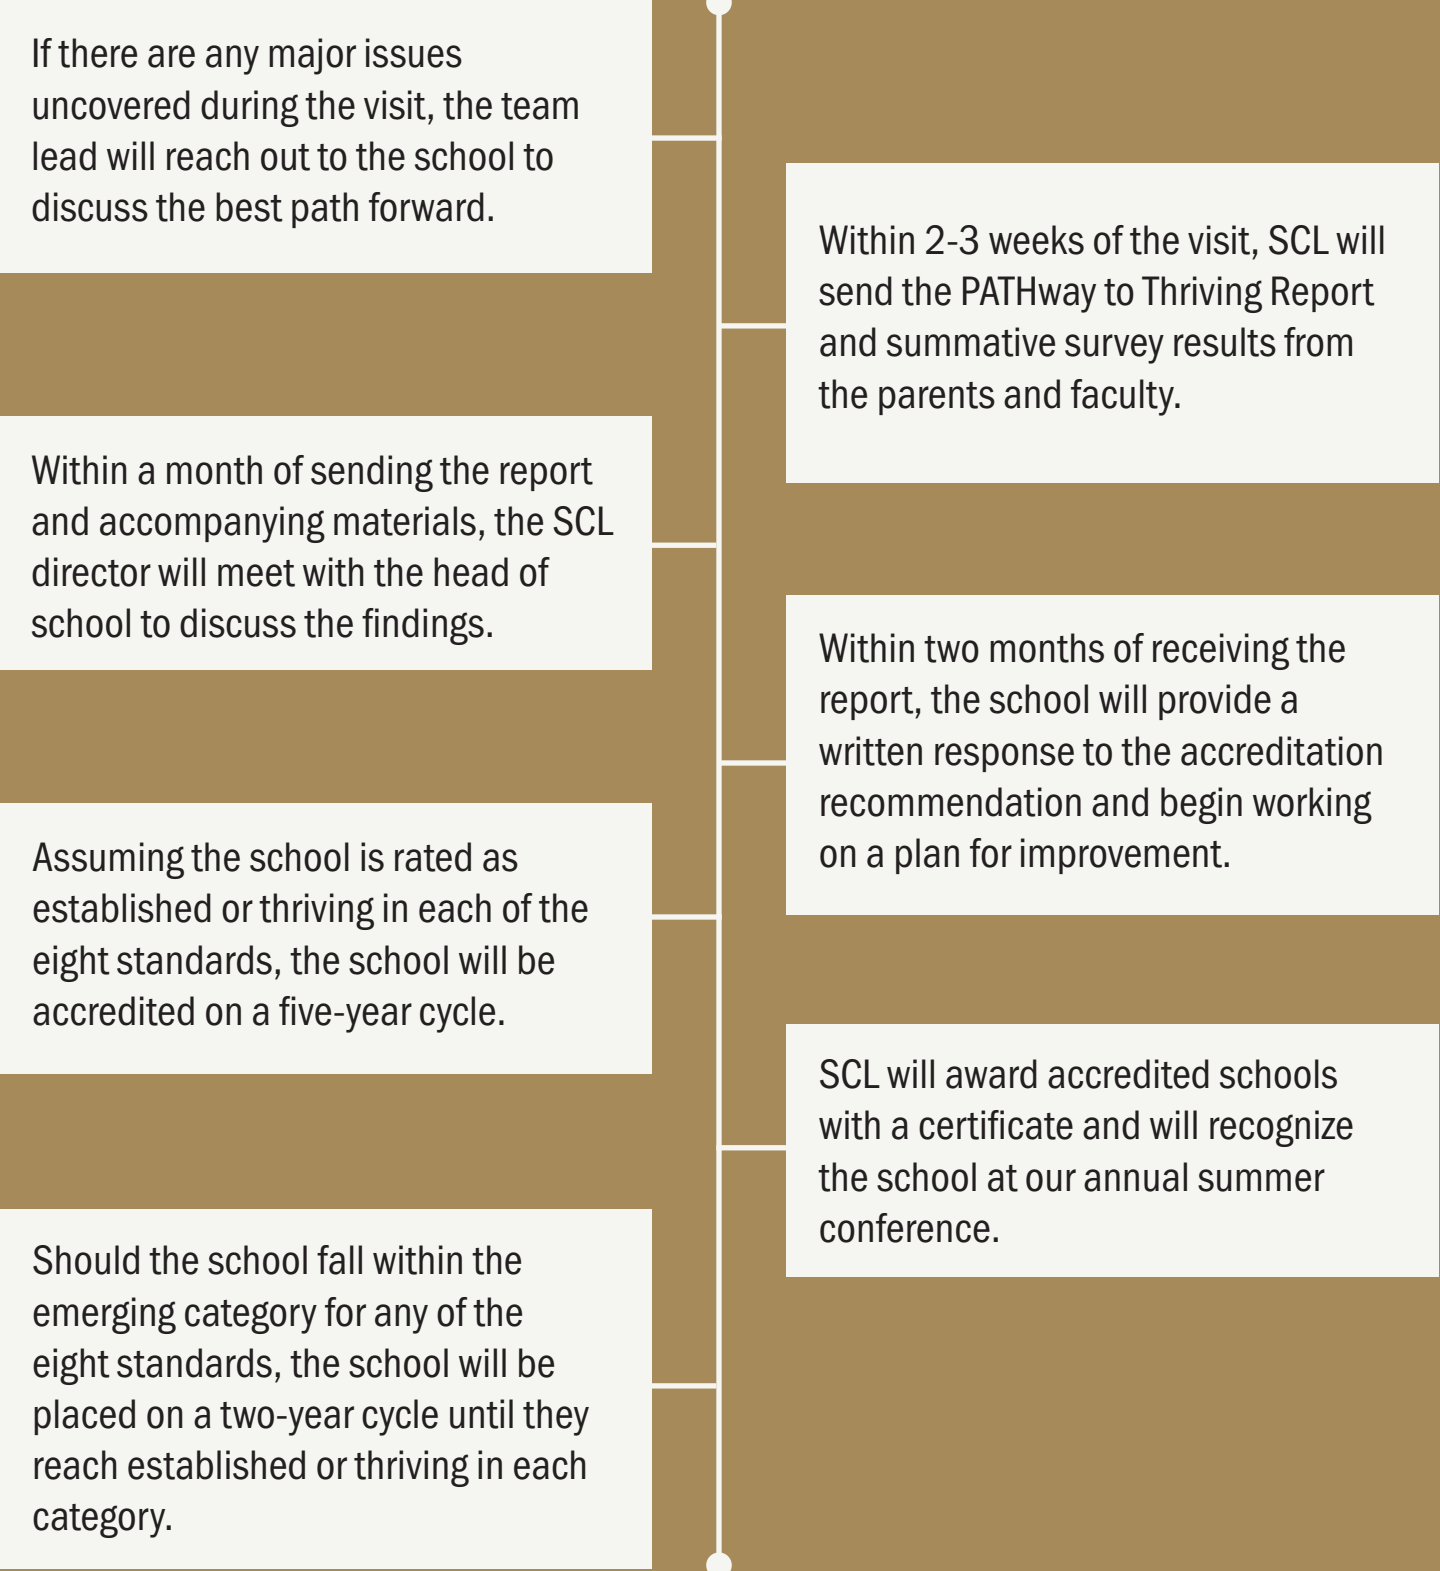 If there are any major issues
uncovered during the visit, the team
lead will reach out to the school to
discuss the best path forward.
Within 2-3 weeks of the visit, SCL will
send the PATHway to Thriving Report
and summative survey results from
the parents and faculty.
Within a month of sending the report
and accompanying materials, the SCL
director will meet with the head of
school to discuss the findings.
Within two months of receiving the
report, the school will provide a
written response to the accreditation
recommendation and begin working
on a plan for improvement.
Assuming the school is rated as
established or thriving in each of the
eight standards, the school will be
accredited on a five-year cycle.
SCL will award accredited schools
with a certificate and will recognize
the school at our annual summer
conference.
Should the school fall within the
emerging category for any of the
eight standards, the school will be
placed on a two-year cycle until they
reach established or thriving in each
category.